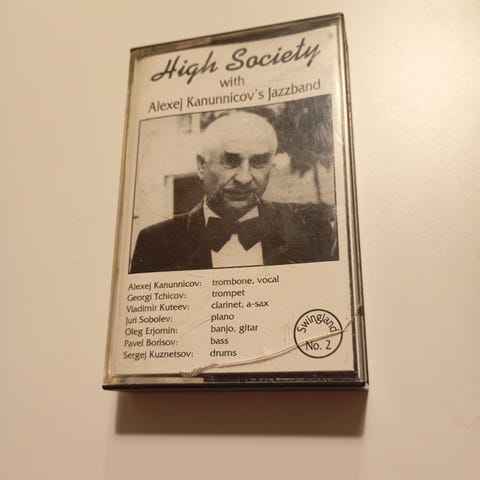 High Society
with
Alexej Kanunnicov's Jazzband
Alexej Kanunnicov: trombone, vocal
Georgi Tchicov: trompet
Vladimir Kuteev: clarinet, a-sax
Juri Sobolev: piano
Oleg Erjomin: banjo, gitar
Pavel Borisov: bass
Sergej Kuznetsov: drums
Swingland
No. 2